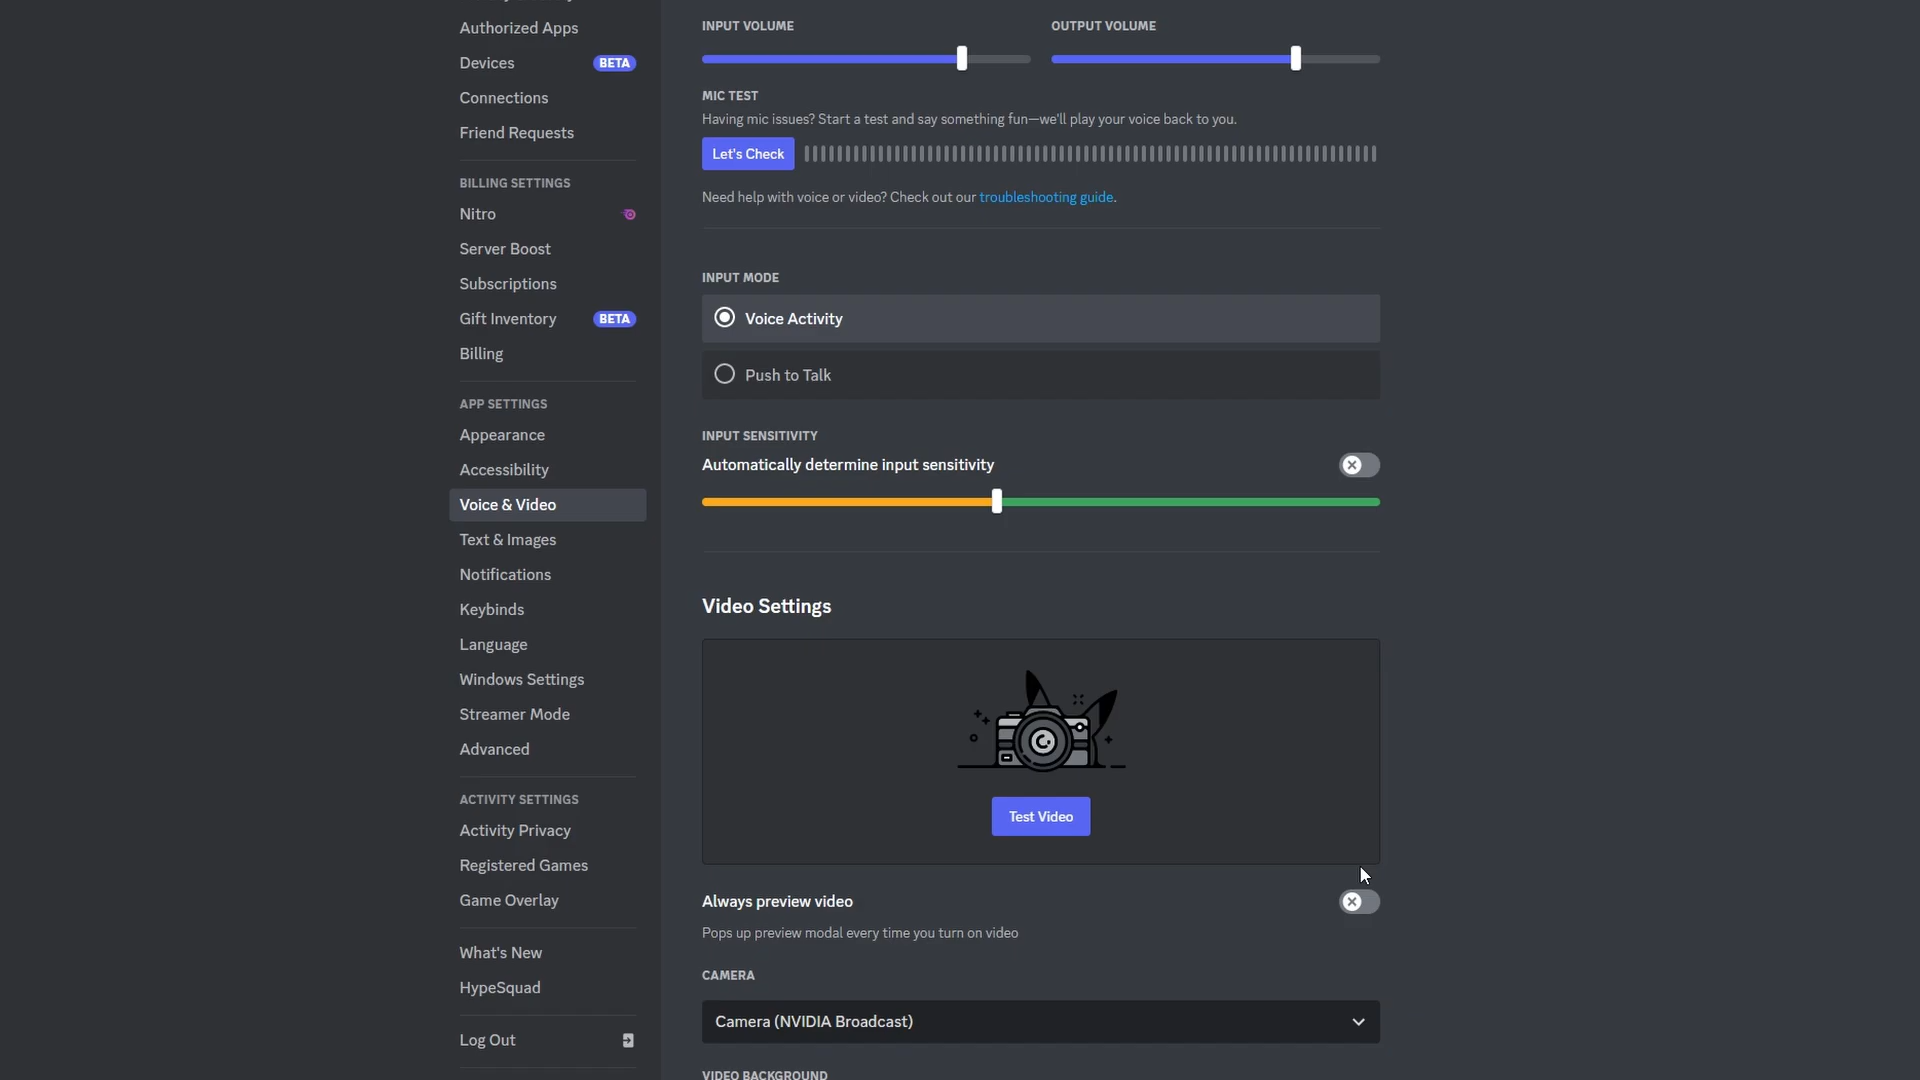 Authorized Apps
Devices BETA
Connections
Friend Requests
BILLING SETTINGS
Nitro
Server Boost
Subscriptions
Gift Inventory BETA
Billing
APP SETTINGS
Appearance
Accessibility
Voice & Video
Text & Images
Notifications
Keybinds
Language
Windows Settings
Streamer Mode
Advanced
ACTIVITY SETTINGS
Activity Privacy
Registered Games
Game Overlay
What's New
HypeSquad
Log Out
INPUT VOLUME OUTPUT VOLUME
MIC TEST
Having mic issues? Start a test and say something fun—we'll play your voice back to you.
Let's Check
Need help with voice or video? Check out our troubleshooting guide.
INPUT MODE
Voice Activity
Push to Talk
INPUT SENSITIVITY
Automatically determine input sensitivity
Video Settings
Test Video
Always preview video
Pops up preview modal every time you turn on video
CAMERA
Camera (NVIDIA Broadcast)
VIDEO BACKGROUND